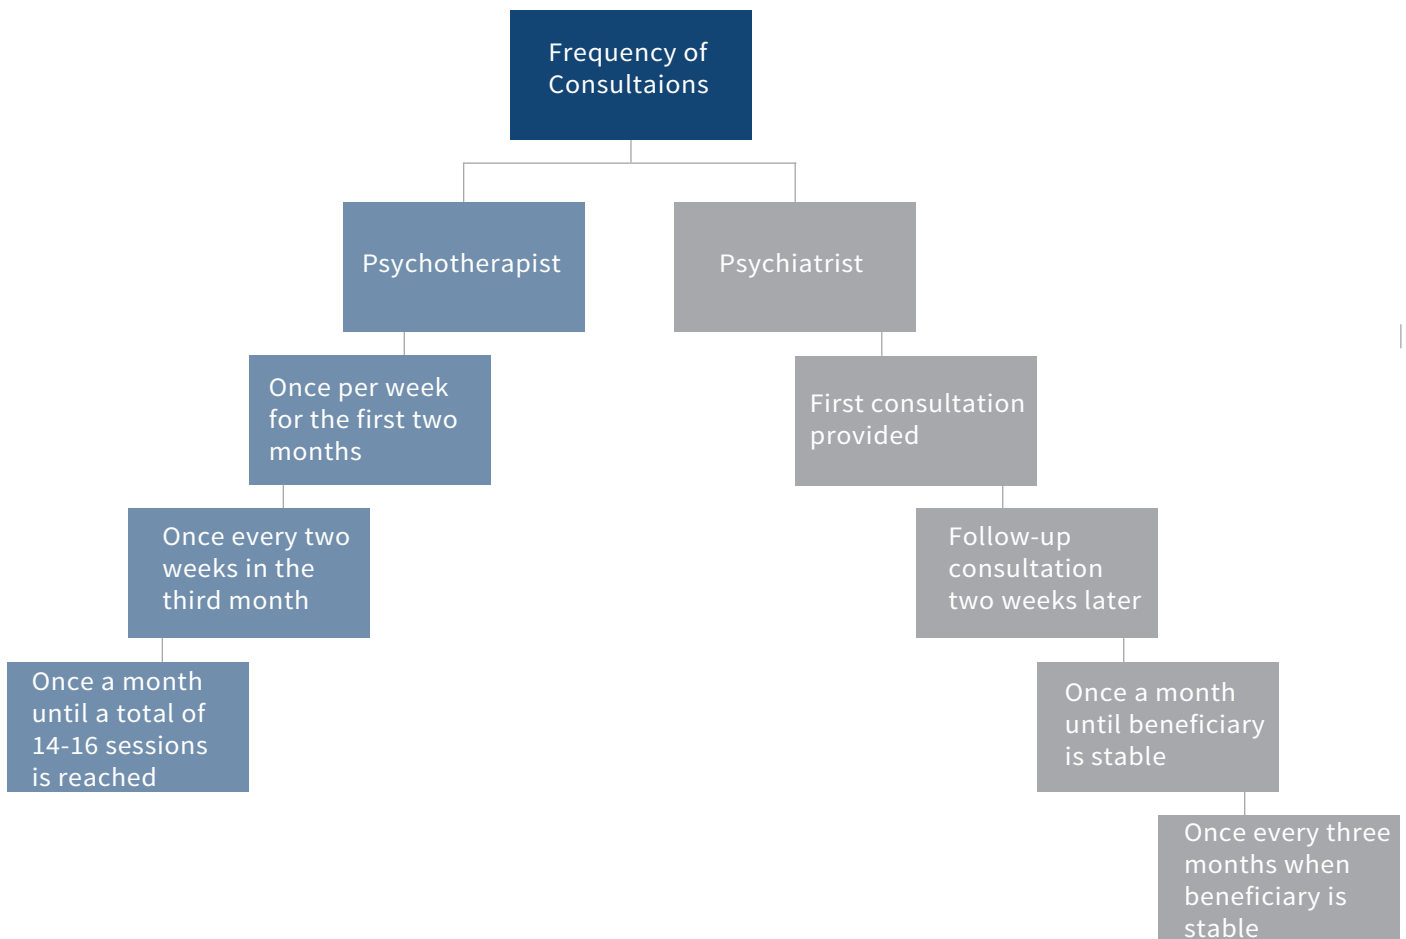 Frequency of
Consultaions
Psychotherapist
Psychiatrist
Once per week
for the first two
months
First consultation
provided
Once every two
weeks in the
third month
Follow-up
consultation
two weeks later
Once a month
until a total of
14-16 sessions
is reached
Once a month
until beneficiary
is stable
Once every three
months when
beneficiary is
stable